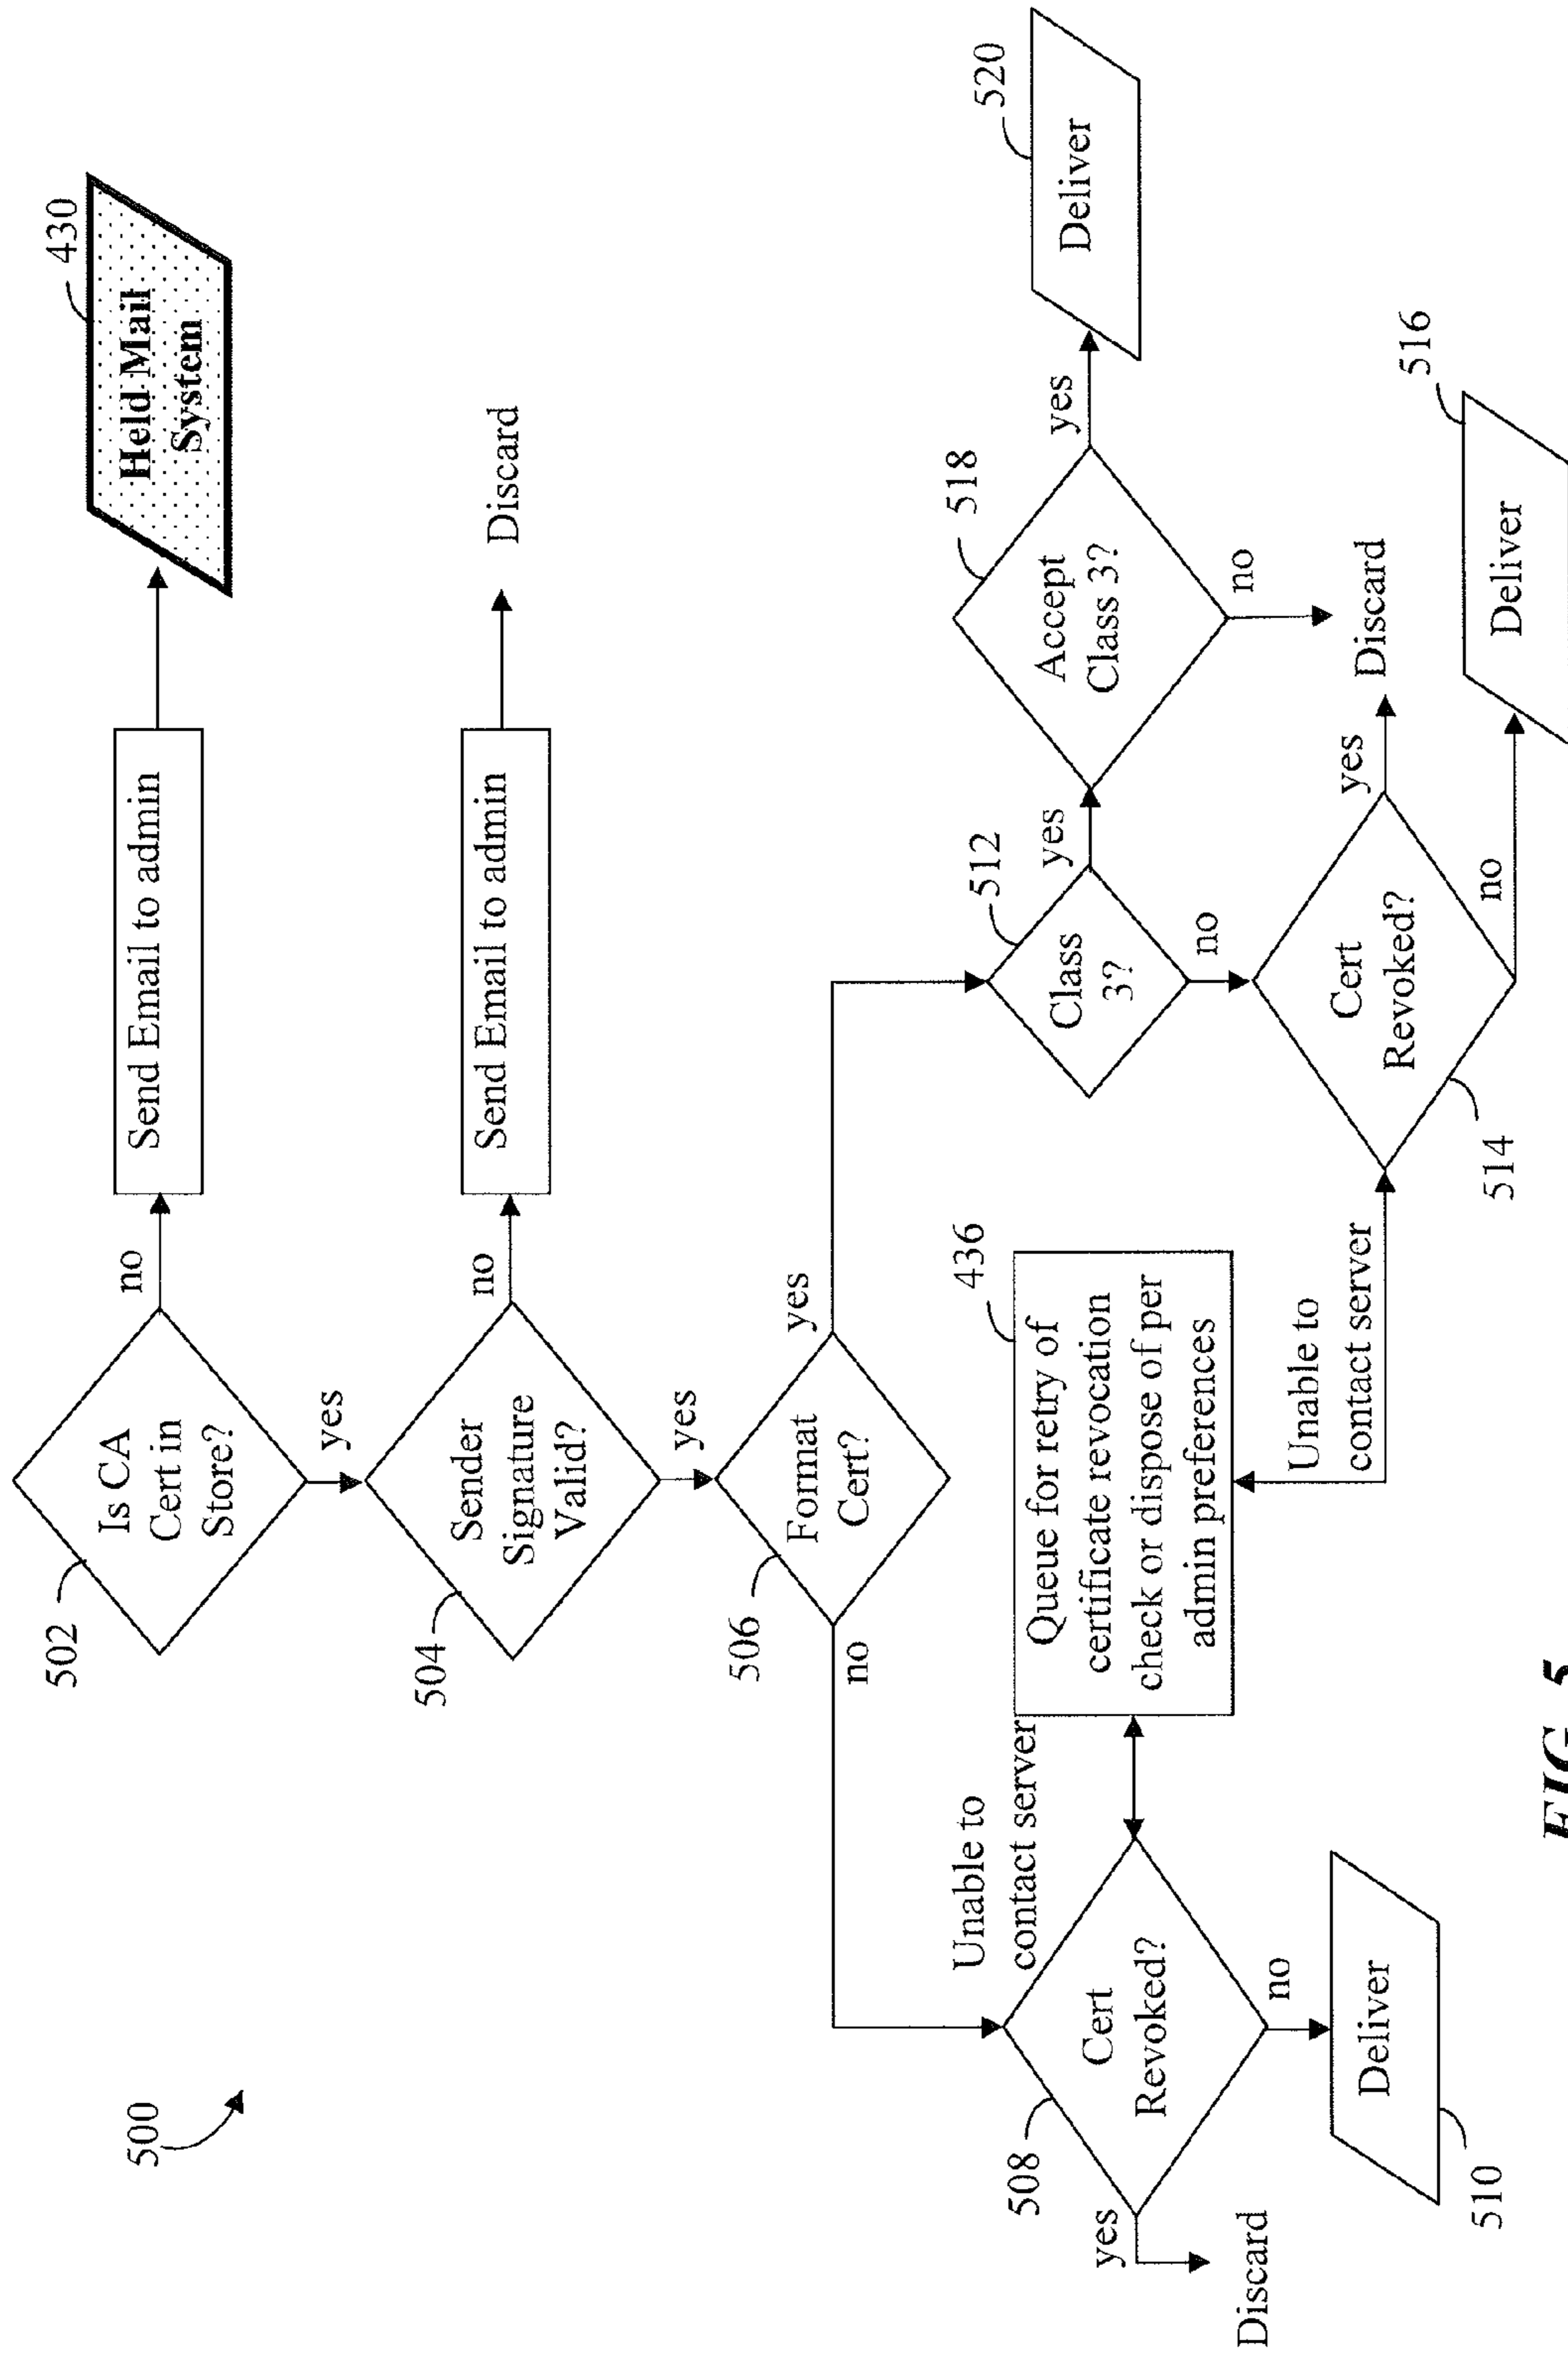 500
502
Is CA
Cert in
Store?
no
Send Email to admin
430
Held Mail
System
yes
504
Sender
Signature
Valid?
no
Send Email to admin
Discard
yes
506
Format
Cert?
no
yes
508
Cert
Revoked?
yes
Discard
no
Deliver
510
Unable to
contact server
436
Queue for retry of
certificate revocation
check or dispose of per
admin preferences
Unable to
contact server
512
Class
3?
yes
no
518
Accept
Class 3?
yes
Deliver
520
no
Discard
514
Cert
Revoked?
yes
no
Deliver
516
FIG. 5